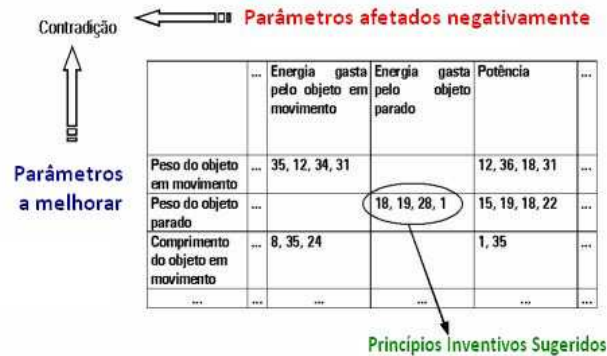 Contradição
Parâmetros afetados negativamente
... Energia gasta pelo objeto em movimento Energia gasta pelo objeto parado Potência ...
Parâmetros a melhorar
Peso do objeto em movimento ... 35, 12, 34, 31 12, 36, 18, 31
Peso do objeto parado ... 18, 19, 28, 1 15, 19, 18, 22 ...
Comprimento do objeto em movimento ... 8, 35, 24 1, 35 ...
... ... ... ... ... ...
Princípios Inventivos Sugeridos